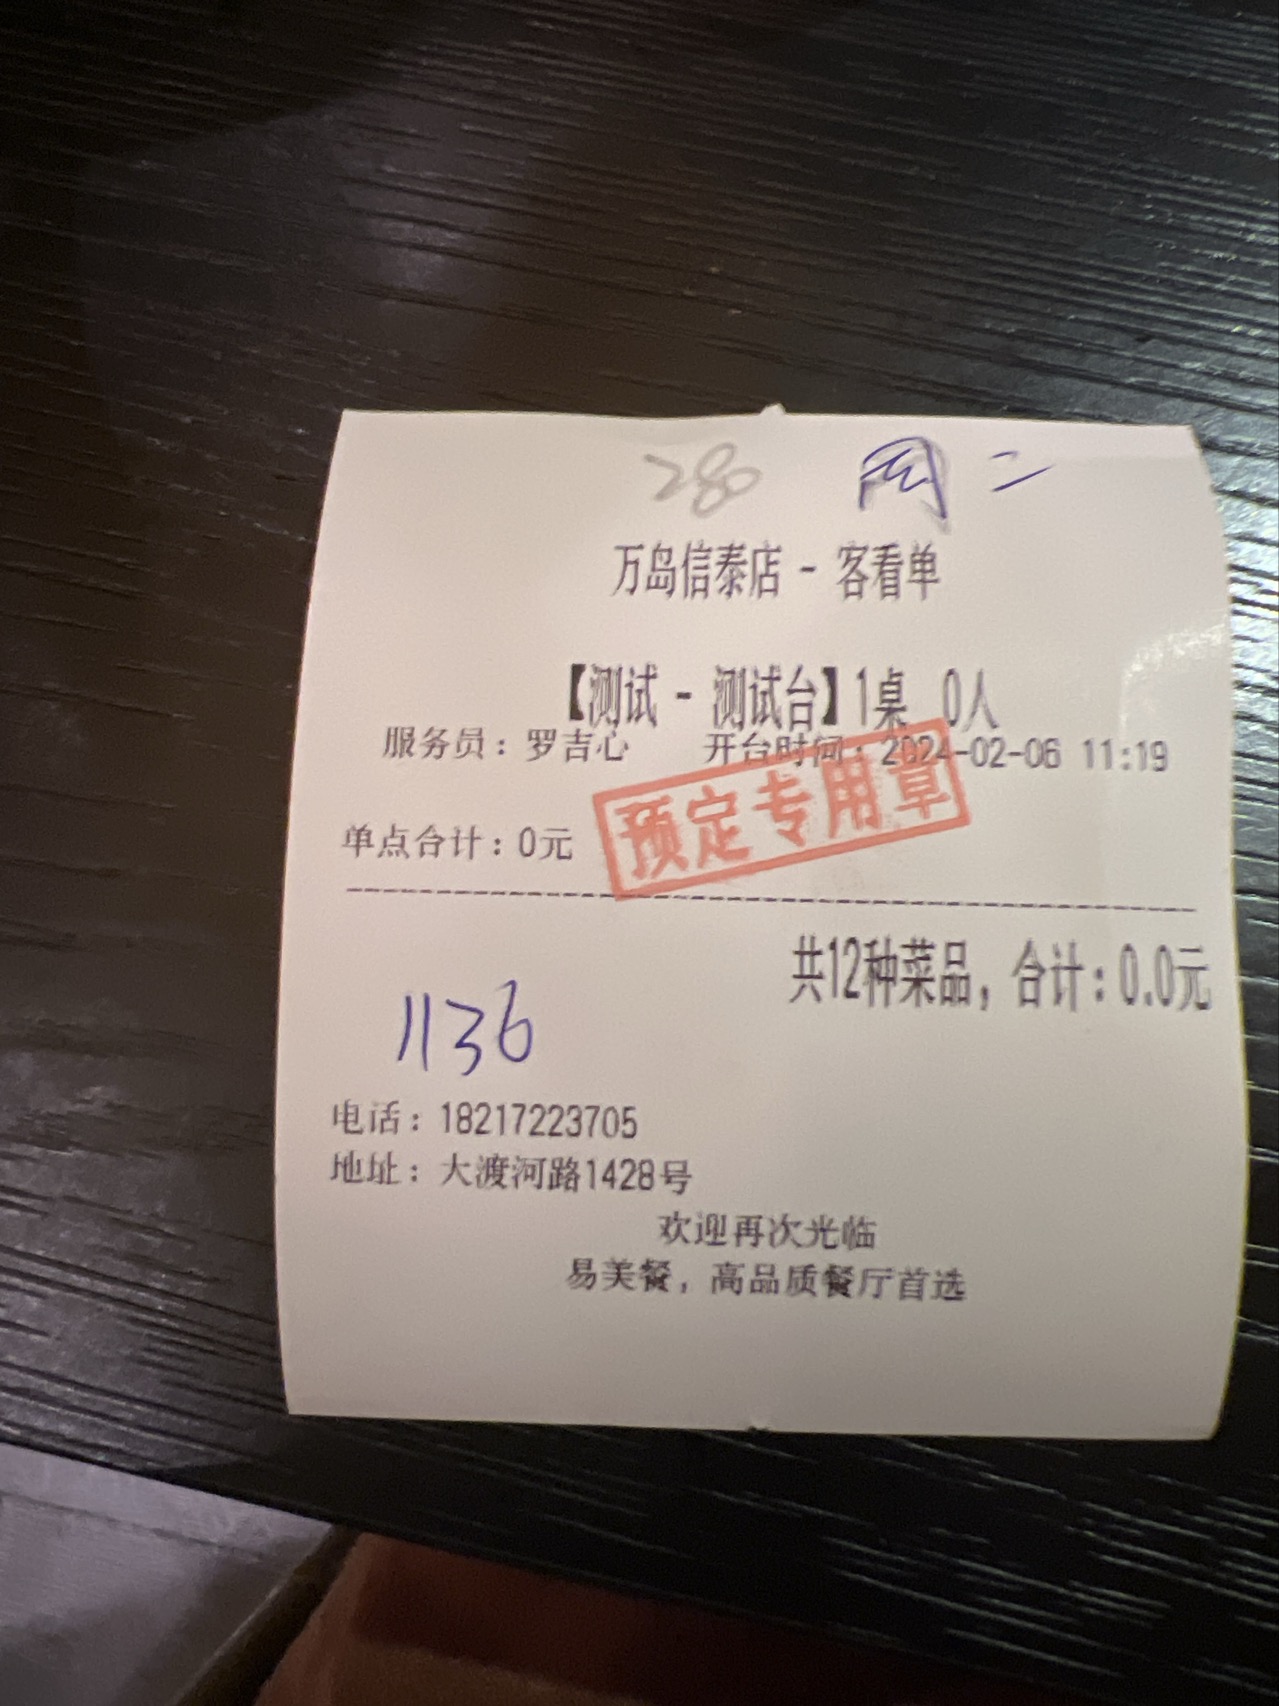 280 周二
万岛信泰店 - 客看单
【测试 - 测试台】1桌 0人
服务员：罗吉心 开台时间：2024-02-06 11:19
预定专用章
单点合计：0元
共12种菜品，合计：0.0元
1136
电话：18217223705
地址：大渡河路1428号
欢迎再次光临
易美餐，高品质餐厅首选